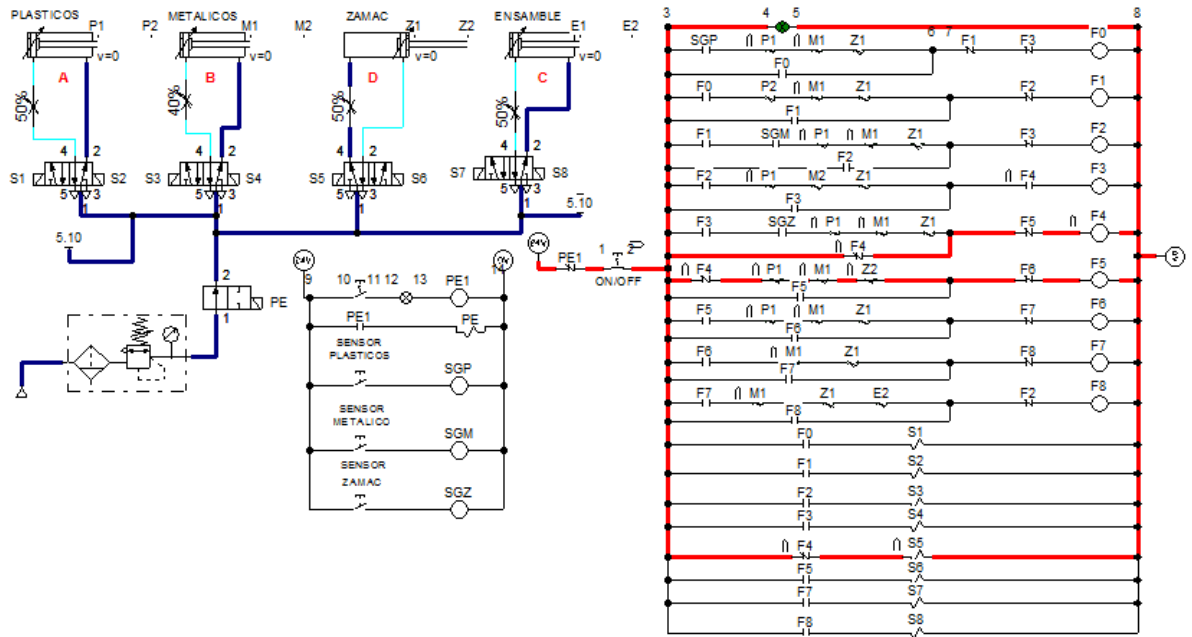 PLASTICOS P1 P2 METALICOS M1 M2 ZAMAC Z1 Z2 ENSAMBLE E1 E2
v=0 v=0 v=0
A B D C
50% 40% 50% 50%
4 2 4 2 4 2 4 2
S1 S2 S3 S4 S5 S6 S7 S8
5 3 5 3 5 3 5 3
1 1 1 1
5.10 5.10
2
PE
1
24V 0V
9 10 11 12 13 PE1 14
PE1 PE
SENSOR
PLASTICOS
SGP
SENSOR
METALICO
SGM
SENSOR
ZAMAC
SGZ
24V
PE1 1 2
ON/OFF
3 4 5 8
6 7
SGP P1 M1 Z1 F1 F3 F0
F0
F0 P2 M1 Z1 F2 F1
F1
F1 SGM P1 M1 Z1 F3 F2
F2
F2 P1 M2 Z1 F4 F3
F3
F3 SGZ P1 M1 Z1 F5 F4
F4
F4 P1 M1 Z2 F6 F5
F5
F5 P1 M1 Z1 F7 F6
F6
F6 M1 Z1 F8 F7
F7
F7 M1 Z1 E2 F2 F8
F8
F0 S1
F1 S2
F2 S3
F3 S4
F4 S5
F5 S6
F7 S7
F8 S8